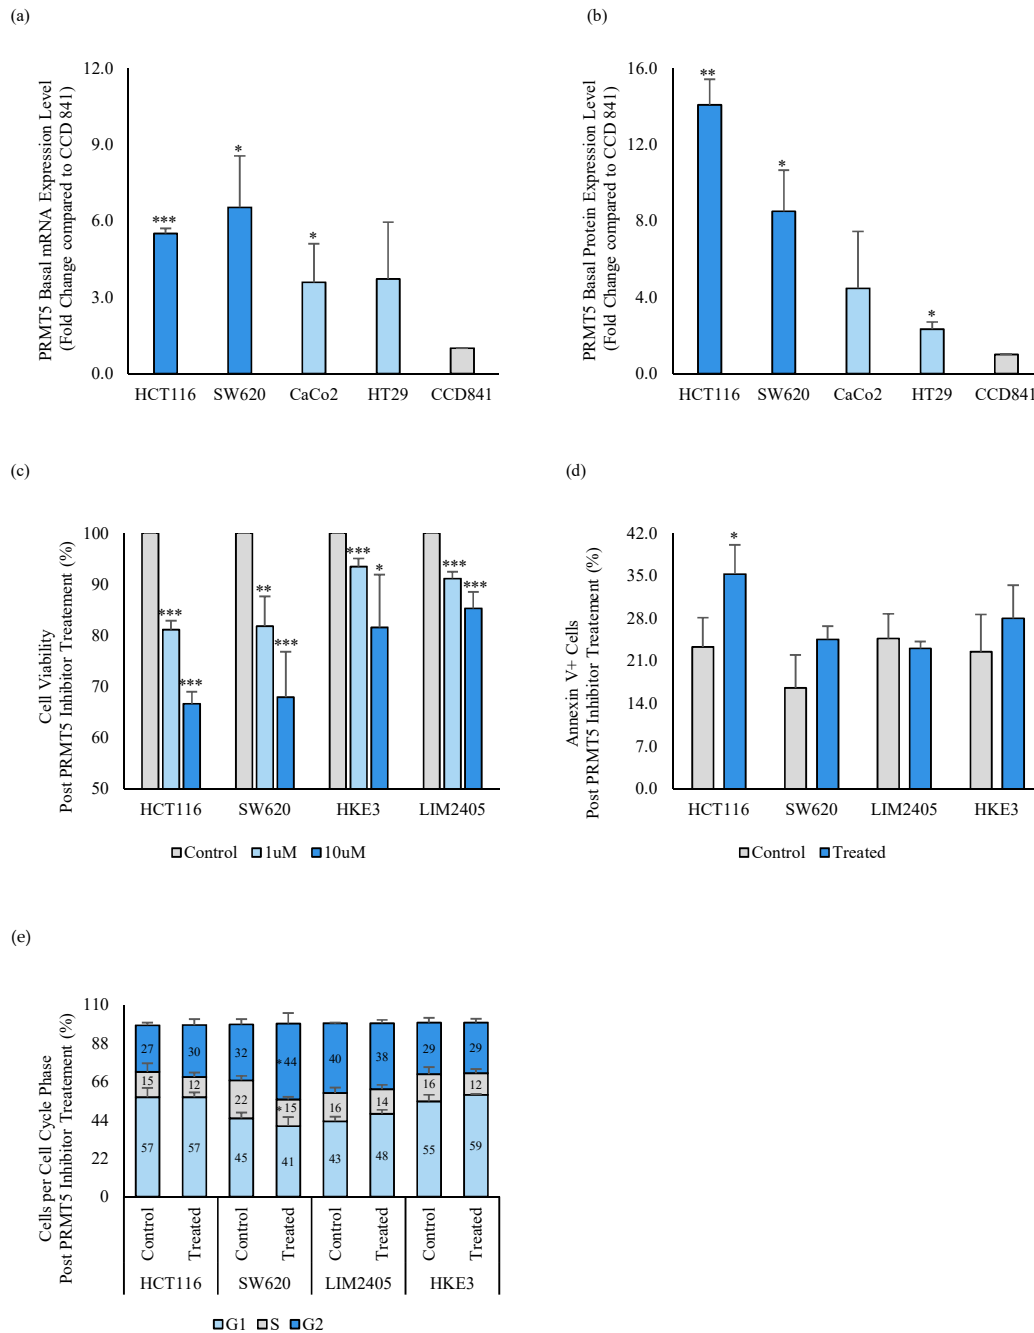 (a)
PRMT5 Basal mRNA Expression Level
(Fold Change compared to CCD 841)
12.0
9.0
6.0
3.0
0.0
***
*
*
HCT116 SW620 CaCo2 HT29 CCD841
(b)
PRMT5 Basal Protein Expression Level
(Fold Change compared to CCD 841)
16.0
12.0
8.0
4.0
0.0
**
*
*
HCT116 SW620 CaCo2 HT29 CCD841
(c)
Cell Viability
Post PRMT5 Inhibitor Treatement (%)
100
90
80
70
60
50
*** ***
** ***
*** *
*** ***
HCT116 SW620 HKE3 LIM2405
Control 1uM 10uM
(d)
Annexin V+ Cells
Post PRMT5 Inhibitor Treatement (%)
42.0
35.0
28.0
21.0
14.0
7.0
0.0
*
HCT116 SW620 LIM2405 HKE3
Control Treated
(e)
Cells per Cell Cycle Phase
Post PRMT5 Inhibitor Treatement (%)
110
88
66
44
22
0
27 30 32 *44 40 38 29 29
15 12 22 *15 16 14 16 12
57 57 45 41 43 48 55 59
Control Treated Control Treated Control Treated Control Treated
HCT116 SW620 LIM2405 HKE3
G1 S G2